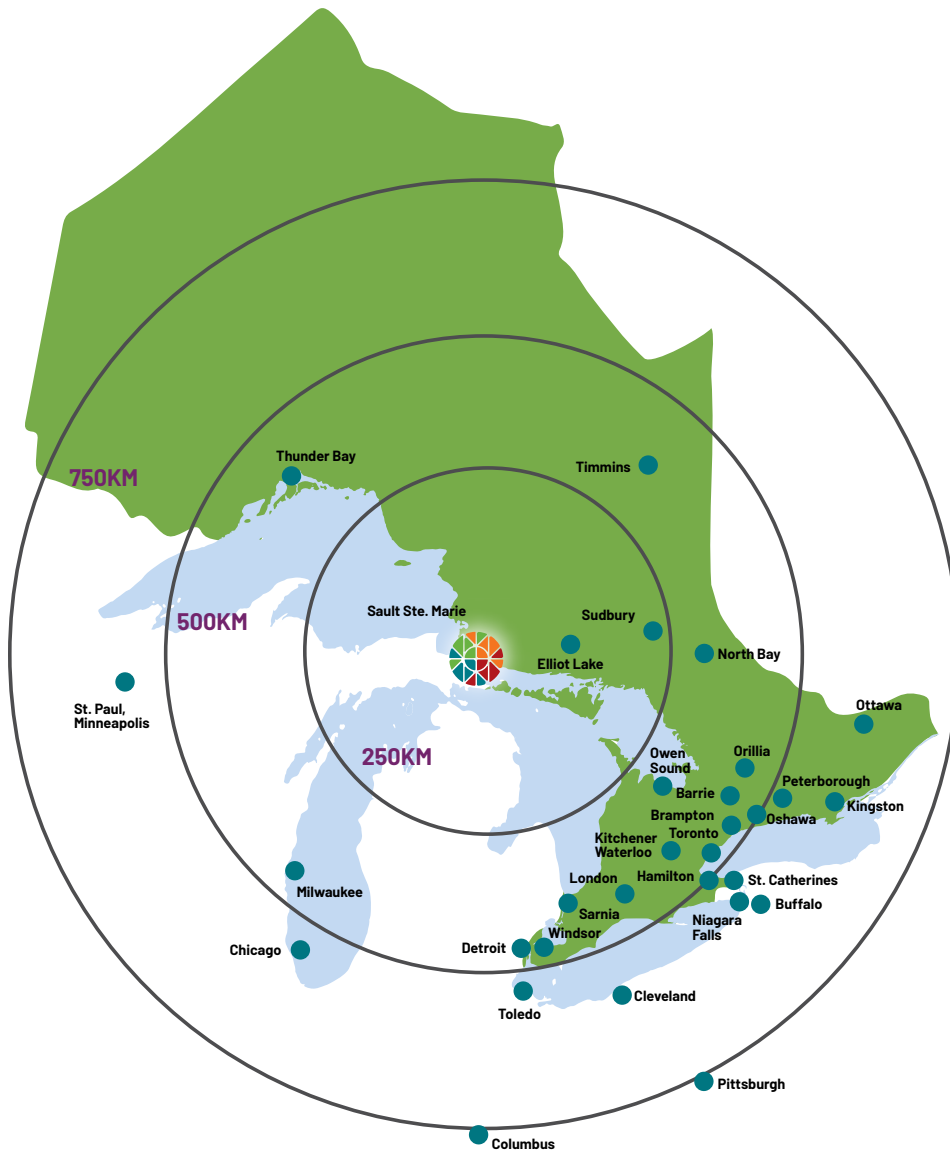 Thunder Bay
Timmins
750KM
Sault Ste. Marie
500KM
Sudbury
Elliot Lake
North Bay
St. Paul,
Minneapolis
Ottawa
250KM
Owen
Sound
Orillia
Barrie
Peterborough
Kingston
Brampton
Oshawa
Toronto
Kitchener
Waterloo
Hamilton
London
St. Catherines
Milwaukee
Sarnia
Buffalo
Niagara
Falls
Windsor
Detroit
Chicago
Cleveland
Toledo
Pittsburgh
Columbus